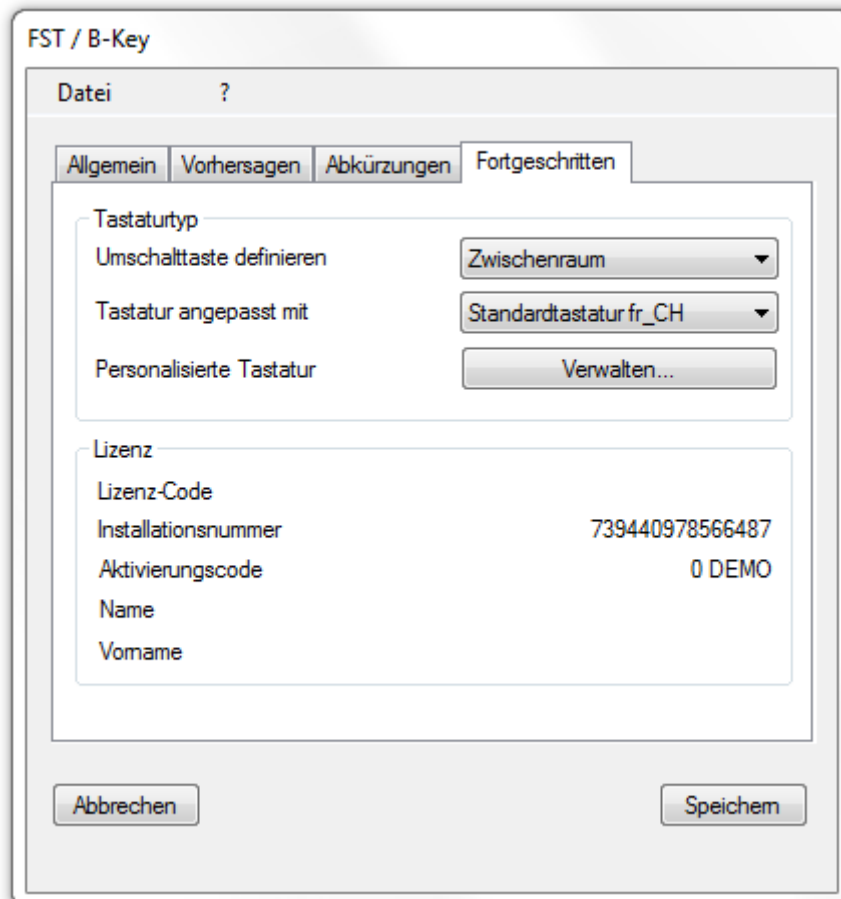 FST / B-Key
Datei ?
Allgemein Vorhersagen Abkürzungen Fortgeschritten
Tastaturtyp
Umschalttaste definieren Zwischenraum
Tastatur angepasst mit Standardtastatur fr_CH
Personalisierte Tastatur Verwalten...
Lizenz
Lizenz-Code
Installationsnummer 739440978566487
Aktivierungscode 0 DEMO
Name
Vorname
Abbrechen Speichern